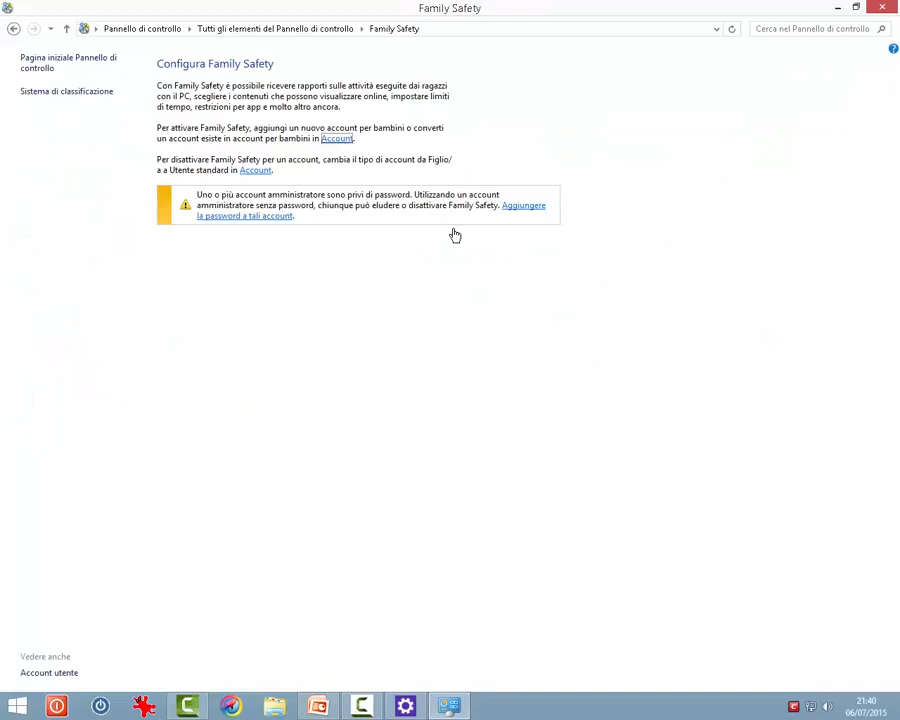 Family Safety
Pannello di controllo Tutti gli elementi del Pannello di controllo Family Safety
Cerca nel Pannello di controllo
Pagina iniziale Pannello di
controllo
Sistema di classificazione
Configura Family Safety
Con Family Safety è possibile ricevere rapporti sulle attività eseguite dai ragazzi
con il PC, scegliere i contenuti che possono visualizzare online, impostare limiti
di tempo, restrizioni per app e molto altro ancora.
Per attivare Family Safety, aggiungi un nuovo account per bambini o converti
un account esiste in account per bambini in Account.
Per disattivare Family Safety per un account, cambia il tipo di account da Figlio/
a a Utente standard in Account.
Uno o più account amministratore sono privi di password. Utilizzando un account
amministratore senza password, chiunque può eludere o disattivare Family Safety. Aggiungere
la password a tali account.
Vedere anche
Account utente
21:40
06/07/2015